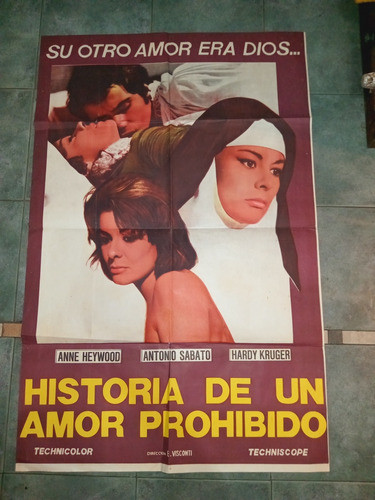 SU OTRO AMOR ERA DIOS...
ANNE HEYWOOD ANTONIO SABATO HARDY KRUGER
HISTORIA DE UN
AMOR PROHIBIDO
TECHNICOLOR DIRECTOR E. VISCONTI TECHNISCOPE